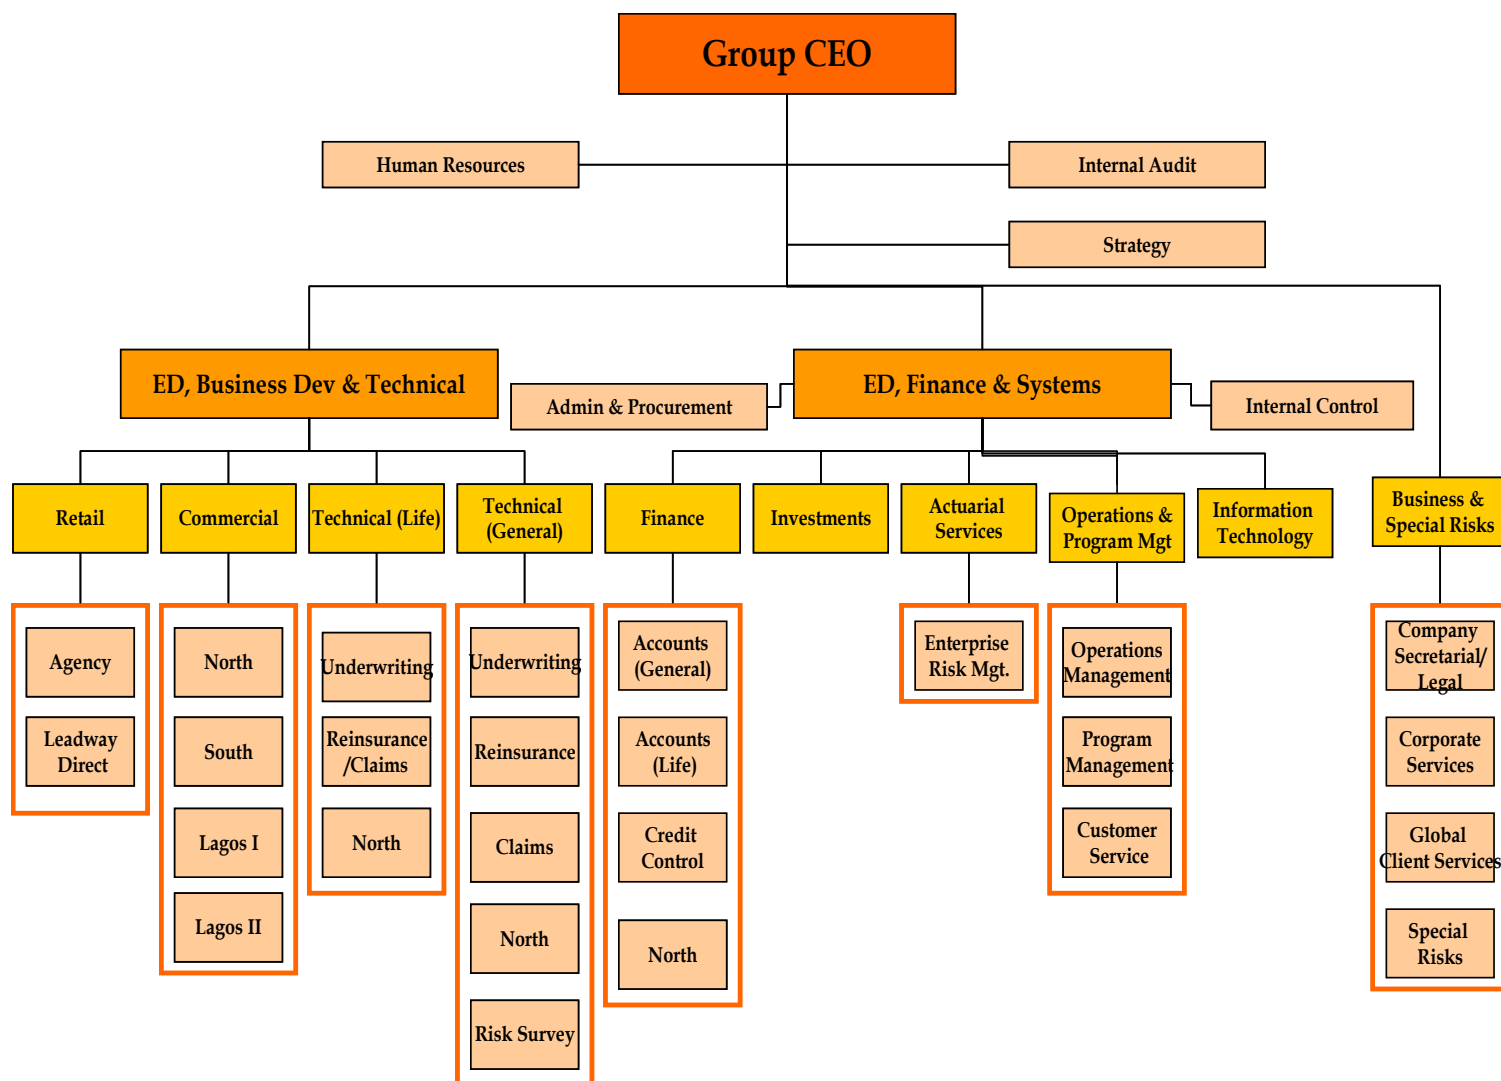 Group CEO
Human Resources
Internal Audit
Strategy
ED, Business Dev & Technical
ED, Finance & Systems
Admin & Procurement
Internal Control
Retail
Commercial
Technical (Life)
Technical
(General)
Finance
Investments
Actuarial
Services
Operations &
Program Mgt
Information
Technology
Business &
Special Risks
Agency
Leadway
Direct
North
South
Lagos I
Lagos II
Underwriting
Reinsurance
/Claims
North
Underwriting
Reinsurance
Claims
North
Risk Survey
Accounts
(General)
Accounts
(Life)
Credit
Control
North
Enterprise
Risk Mgt.
Operations
Management
Program
Management
Customer
Service
Company
Secretarial/
Legal
Corporate
Services
Global
Client Services
Special
Risks